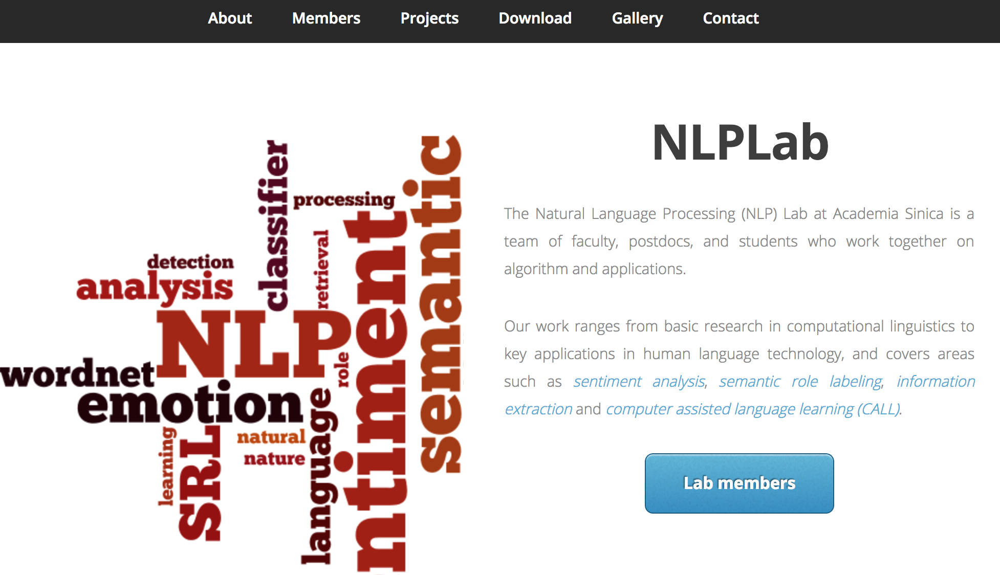 About Members Projects Download Gallery Contact
classifier
processing
semantic
retrieval
ntiment
detection
analysis
NLP
role
wordnet
emotion
language
learning
SRL
natural
nature
NLPLab
The Natural Language Processing (NLP) Lab at Academia Sinica is a
team of faculty, postdocs, and students who work together on
algorithm and applications.
Our work ranges from basic research in computational linguistics to
key applications in human language technology, and covers areas
such as sentiment analysis, semantic role labeling, information
extraction and computer assisted language learning (CALL).
Lab members